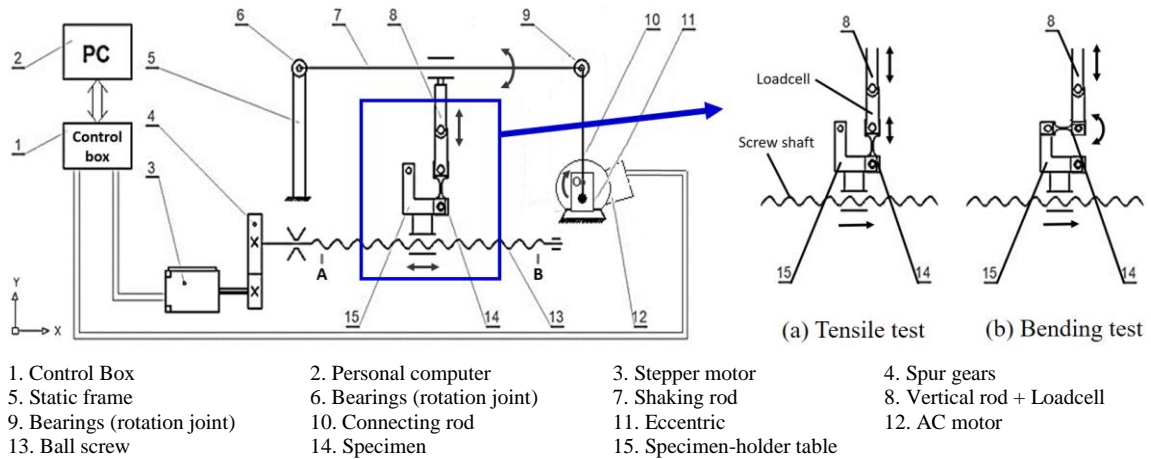 6
7
8
9
10
11
2
PC
5
4
1
Control
box
3
O
A
B
Y
X
15
14
13
12
8
8
Loadcell
Screw shaft
15
14
15
14
(a) Tensile test
(b) Bending test
1. Control Box
2. Personal computer
3. Stepper motor
4. Spur gears
5. Static frame
6. Bearings (rotation joint)
7. Shaking rod
8. Vertical rod + Loadcell
9. Bearings (rotation joint)
10. Connecting rod
11. Eccentric
12. AC motor
13. Ball screw
14. Specimen
15. Specimen-holder table